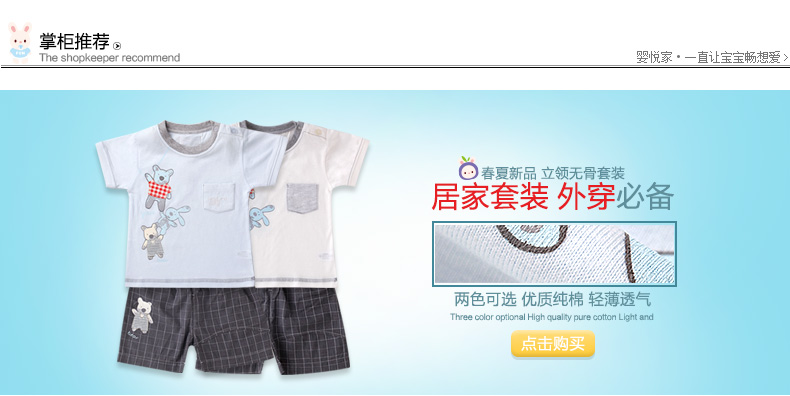 掌柜推荐
The shopkeeper recommend
婴悦家•一直让宝宝畅想爱
春夏新品 立领无骨套装
居家套装 外穿必备
两色可选 优质纯棉 轻薄透气
Three color optional High quality pure cotton Light and
点击购买